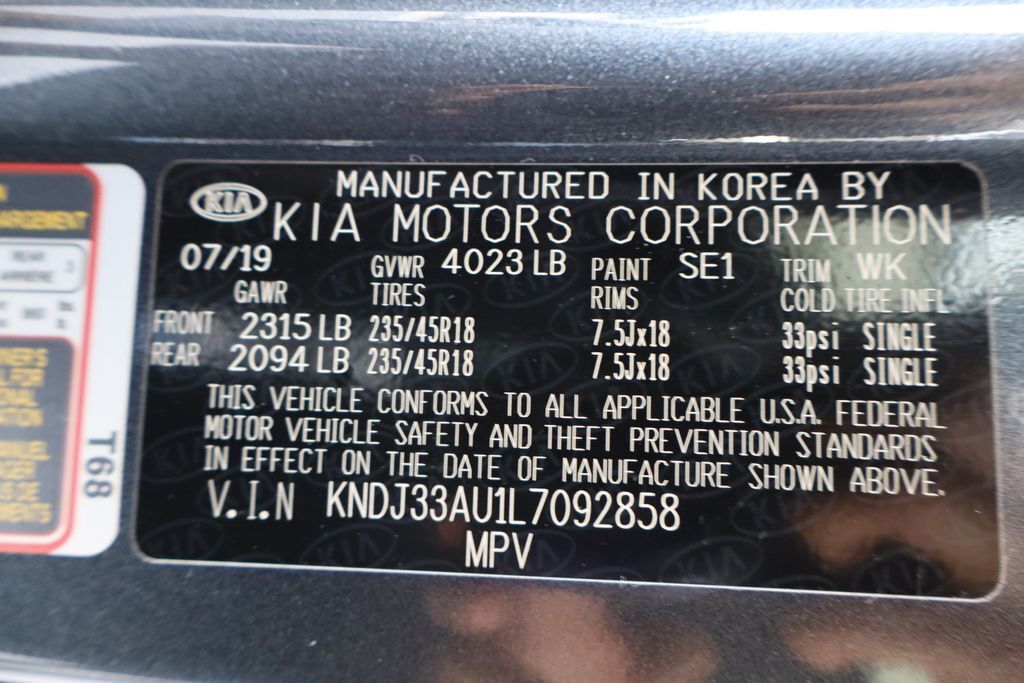 MANUFACTURED IN KOREA BY
KIA KIA MOTORS CORPORATION
07/19 GVWR 4023 LB PAINT SE1 TRIM WK
GAWR TIRES RIMS COLD TIRE INFL
FRONT 2315 LB 235/45R18 7.5Jx18 33psi SINGLE
REAR 2094 LB 235/45R18 7.5Jx18 33psi SINGLE
THIS VEHICLE CONFORMS TO ALL APPLICABLE U.S.A. FEDERAL
MOTOR VEHICLE SAFETY AND THEFT PREVENTION STANDARDS
IN EFFECT ON THE DATE OF MANUFACTURE SHOWN ABOVE.
V.I.N KNDJ33AU1L7092858
MPV
T68